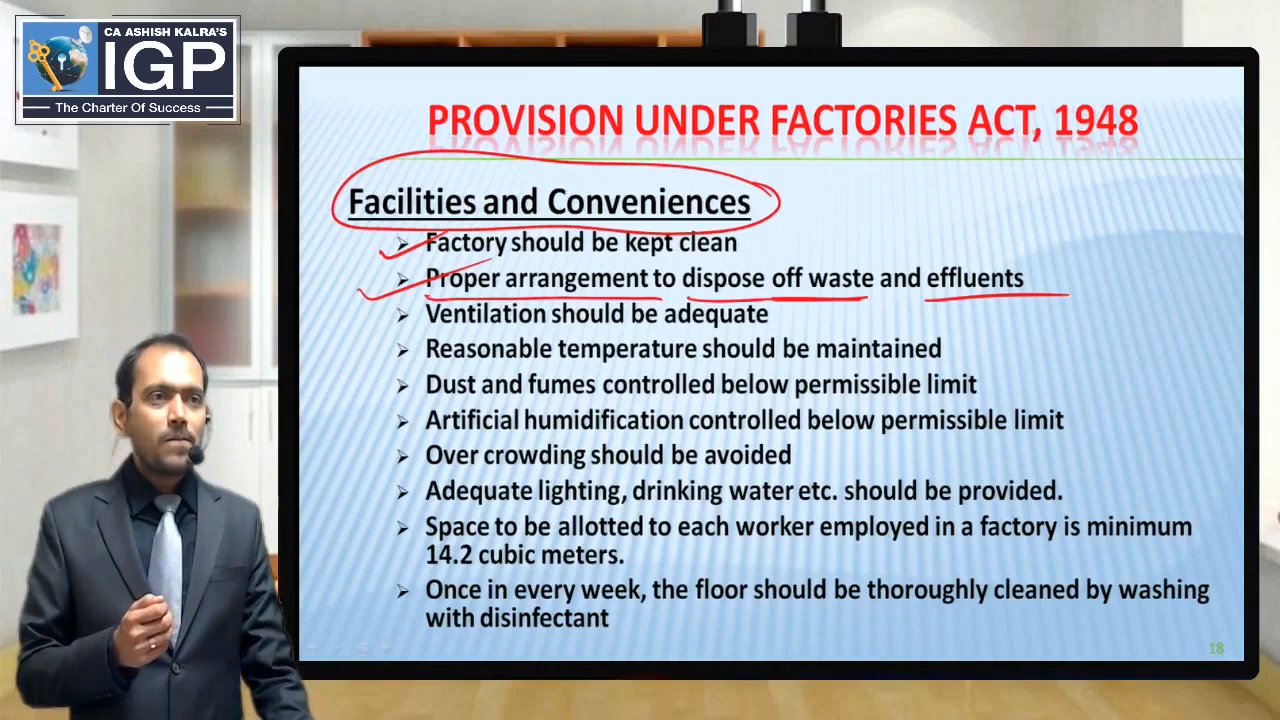 CA ASHISH KALRA'S
IGP
The Charter Of Success
PROVISION UNDER FACTORIES ACT, 1948
Facilities and Conveniences
Factory should be kept clean
Proper arrangement to dispose off waste and effluents
Ventilation should be adequate
Reasonable temperature should be maintained
Dust and fumes controlled below permissible limit
Artificial humidification controlled below permissible limit
Over crowding should be avoided
Adequate lighting, drinking water etc. should be provided.
Space to be allotted to each worker employed in a factory is minimum
14.2 cubic meters.
Once in every week, the floor should be thoroughly cleaned by washing
with disinfectant
18